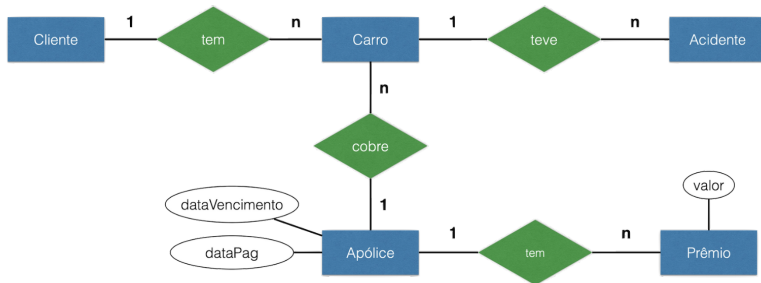 1
n
1
n
Cliente
tem
Carro
teve
Acidente
n
cobre
valor
dataVencimento
1
1
n
dataPag
Apólice
tem
Prêmio